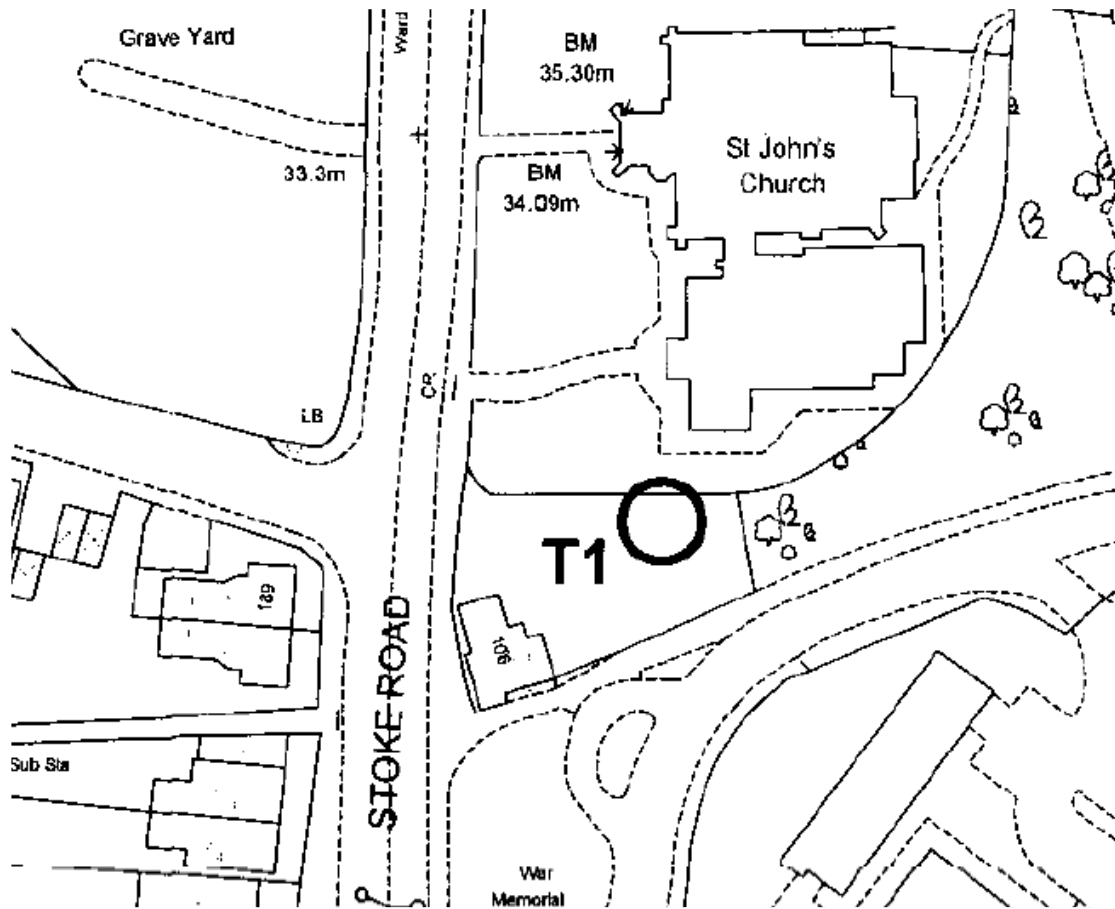 Grave Yard
Ward
BM
35.30m
33.3m
BM
34.09m
St John's
Church
CR
LB
T1
189
106
STOKE ROAD
Sub Sta
War
Memorial